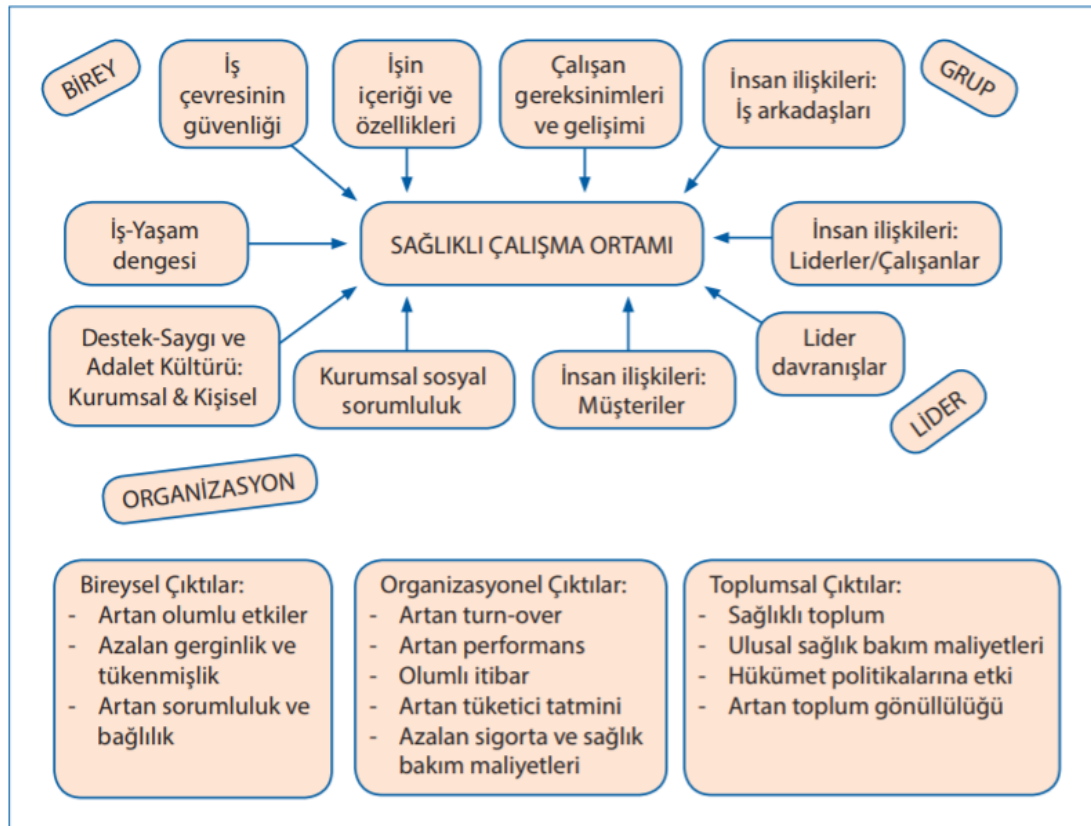 BİREY
İş
çevresinin
güvenliği
İşin
içeriği ve
özellikleri
Çalışan
gereksinimleri
ve gelişimi
İnsan ilişkileri:
İş arkadaşları
GRUP
İş-Yaşam
dengesi
SAĞLIKLI ÇALIŞMA ORTAMI
İnsan ilişkileri:
Liderler/Çalışanlar
Destek-Saygı ve
Adalet Kültürü:
Kurumsal & Kişisel
Kurumsal sosyal
sorumluluk
İnsan ilişkileri:
Müşteriler
Lider
davranışlar
LİDER
ORGANİZASYON
Bireysel Çıktılar:
- Artan olumlu etkiler
- Azalan gerginlik ve
tükenmişlik
- Artan sorumluluk ve
bağlılık
Organizasyonel Çıktılar:
- Artan turn-over
- Artan performans
- Olumlı itibar
- Artan tüketici tatmini
- Azalan sigorta ve sağlık
bakım maliyetleri
Toplumsal Çıktılar:
- Sağlıklı toplum
- Ulusal sağlık bakım maliyetleri
- Hükümet politikalarına etki
- Artan toplum gönüllülüğü